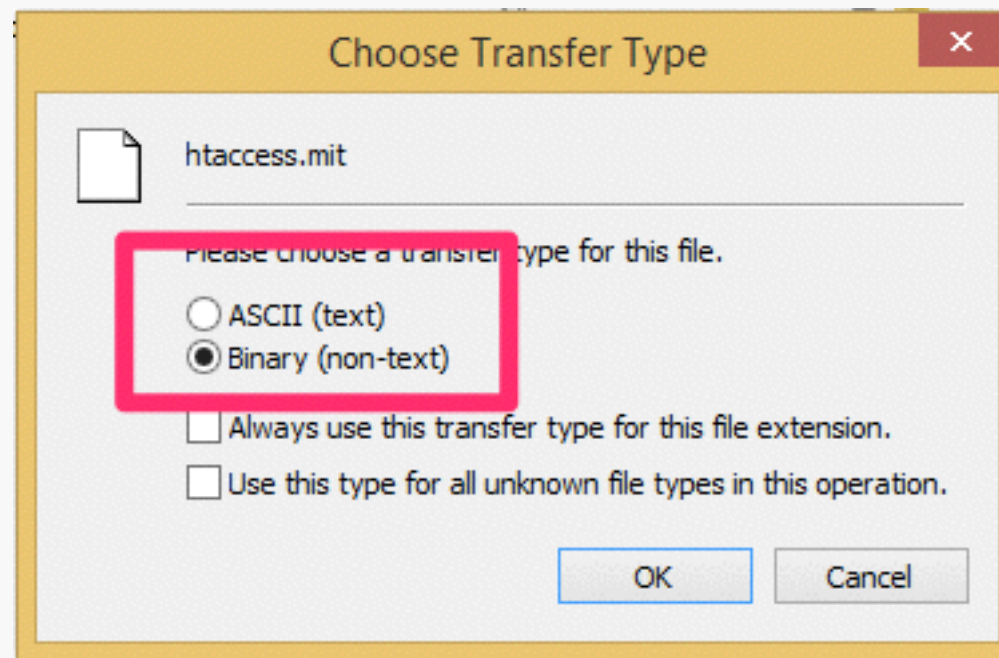 Choose Transfer Type
htaccess.mit
Please choose a transfer type for this file.
ASCII (text)
Binary (non-text)
Always use this transfer type for this file extension.
Use this type for all unknown file types in this operation.
OK
Cancel